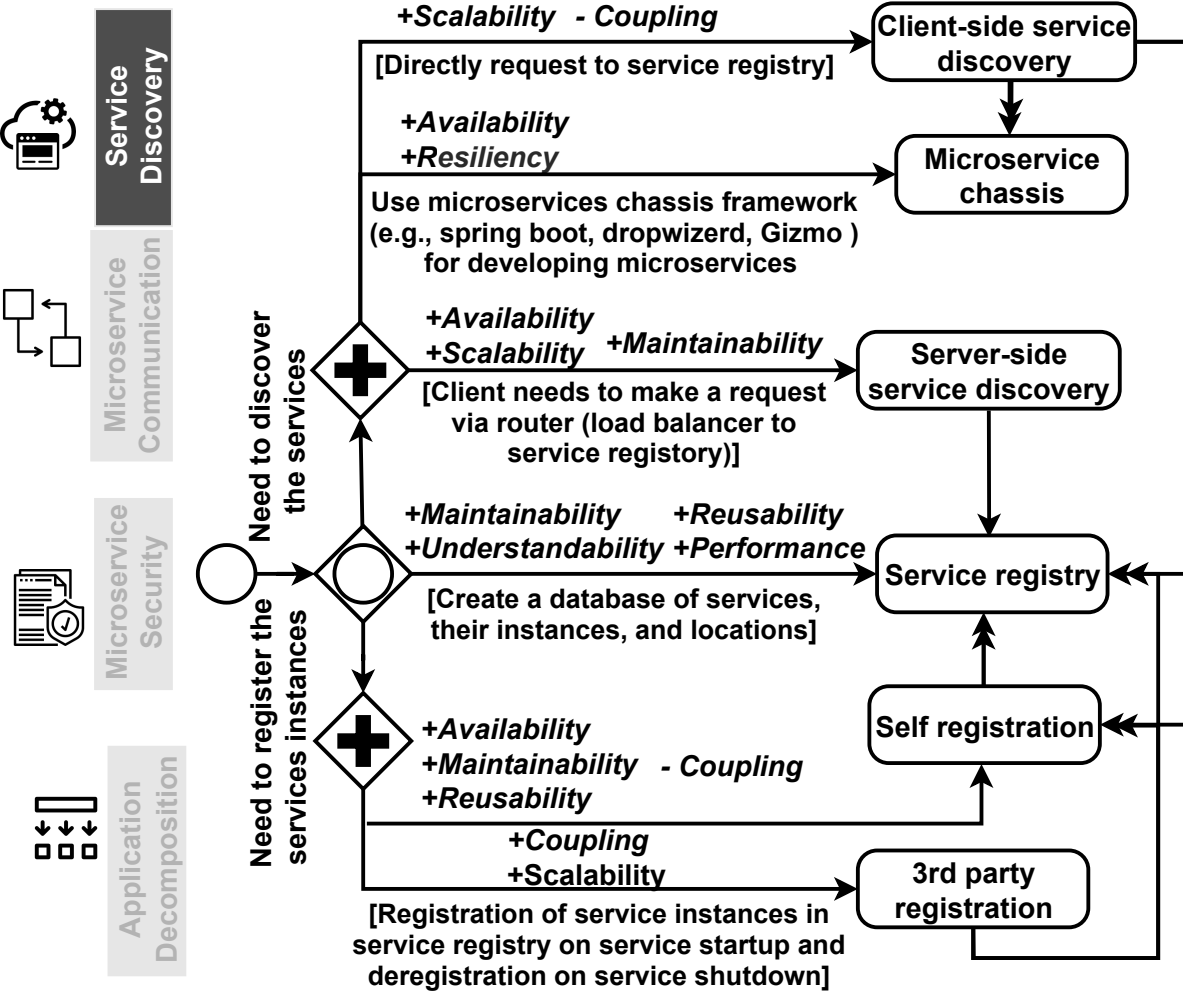 Service
Discovery
Microservice
Communication
Microservice
Security
Application
Decomposition
Need to discover
the services
Need to register the
services instances
+Scalability - Coupling
[Directly request to service registry]
Client-side service
discovery
+Availability
+Resiliency
Use microservices chassis framework
(e.g., spring boot, dropwizerd, Gizmo )
for developing microservices
Microservice
chassis
+Availability
+Scalability +Maintainability
[Client needs to make a request
via router (load balancer to
service registory)]
Server-side
service discovery
+Maintainability +Reusability
+Understandability +Performance
[Create a database of services,
their instances, and locations]
Service registry
+Availability
+Maintainability - Coupling
+Reusability
Self registration
+Coupling
+Scalability
[Registration of service instances in
service registry on service startup and
deregistration on service shutdown]
3rd party
registration